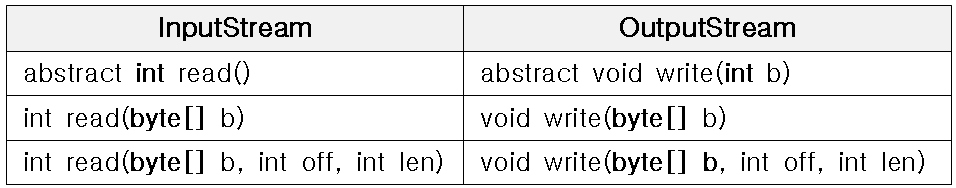 InputStream OutputStream
abstract int read() abstract void write(int b)
int read(byte[] b) void write(byte[] b)
int read(byte[] b, int off, int len) void write(byte[] b, int off, int len)